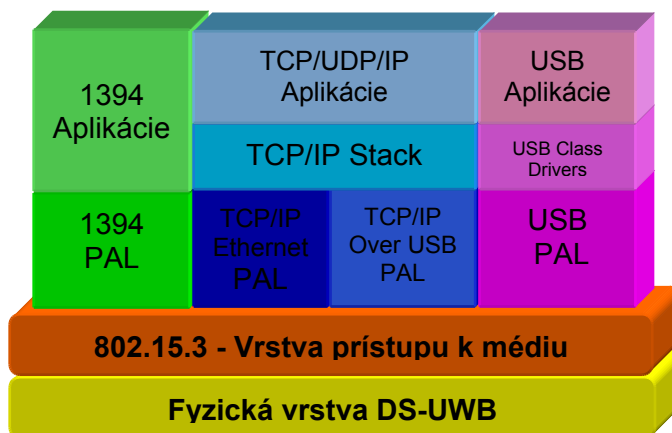 1394
Aplikácie
TCP/UDP/IP
Aplikácie
USB
Aplikácie
TCP/IP Stack
USB Class
Drivers
1394
PAL
TCP/IP
Ethernet
PAL
TCP/IP
Over USB
PAL
USB
PAL
802.15.3 - Vrstva prístupu k médiu
Fyzická vrstva DS-UWB